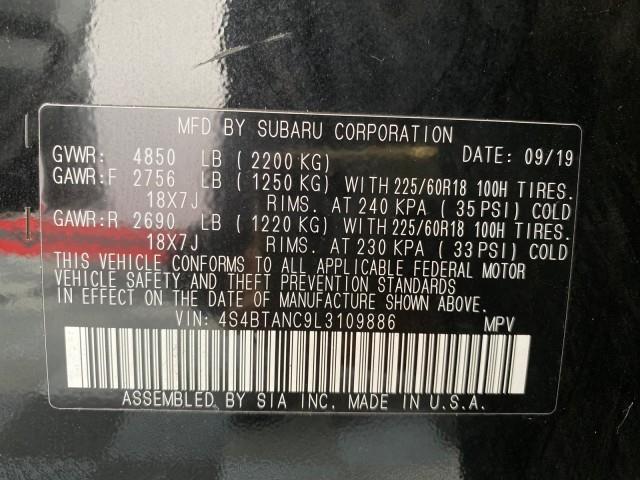 MFD BY SUBARU CORPORATION
GVWR: 4850 LB ( 2200 KG) DATE: 09/19
GAWR:F 2756 LB ( 1250 KG) WITH 225/60R18 100H TIRES.
18X7J RIMS. AT 240 KPA ( 35 PSI) COLD
GAWR:R 2690 LB ( 1220 KG) WITH 225/60R18 100H TIRES.
18X7J RIMS. AT 230 KPA ( 33 PSI) COLD
THIS VEHICLE CONFORMS TO ALL APPLICABLE FEDERAL MOTOR
VEHICLE SAFETY AND THEFT PREVENTION STANDARDS
IN EFFECT ON THE DATE OF MANUFACTURE SHOWN ABOVE.
VIN: 4S4BTANC9L3109886 MPV
ASSEMBLED BY SIA INC. MADE IN U.S.A.